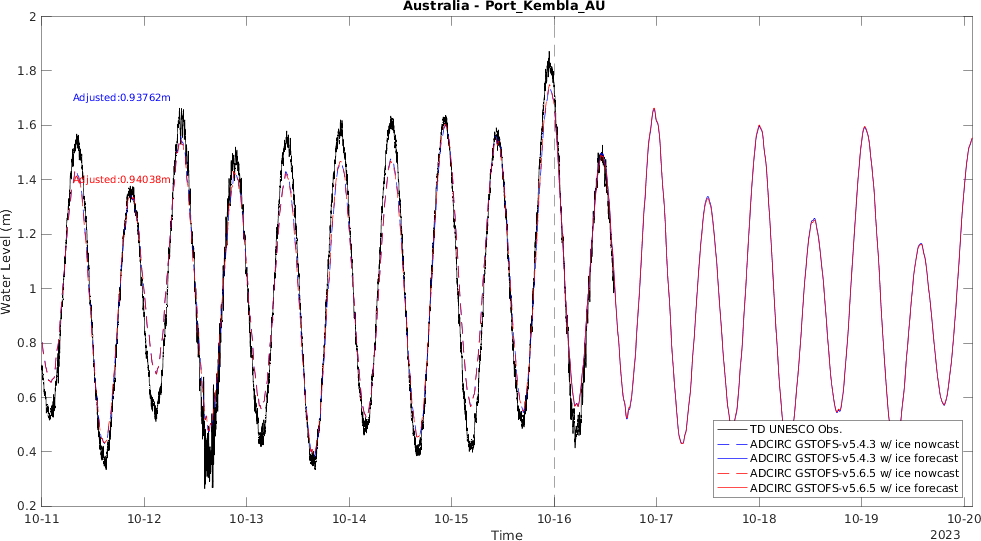 Australia - Port_Kembla_AU
2
1.8
1.6
1.4
1.2
1
0.8
0.6
0.4
0.2
Water Level (m)
Adjusted:0.93762m
Adjusted:0.94038m
TD UNESCO Obs.
ADCIRC GSTOFS-v5.4.3 w/ ice nowcast
ADCIRC GSTOFS-v5.4.3 w/ ice forecast
ADCIRC GSTOFS-v5.6.5 w/ ice nowcast
ADCIRC GSTOFS-v5.6.5 w/ ice forecast
10-11 10-12 10-13 10-14 10-15 10-16 10-17 10-18 10-19 10-20
Time
2023